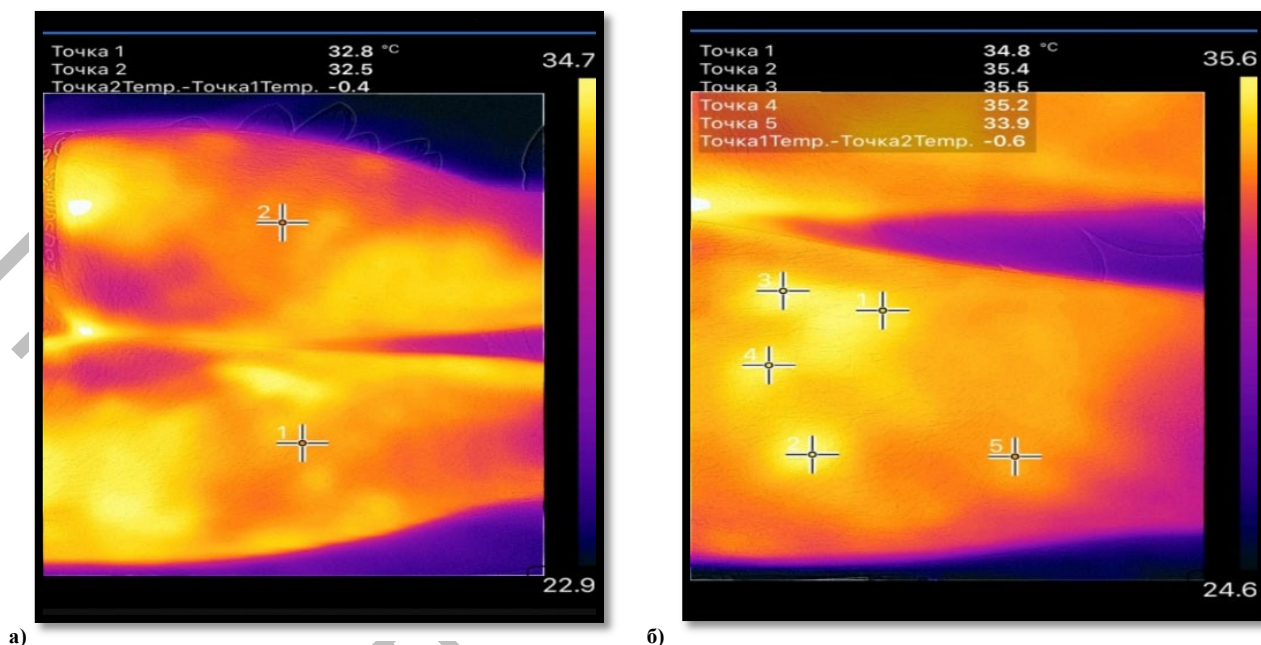 Точка 1 32.8 °C
Точка 2 32.5
Точка2Temp.-Точка1Temp. -0.4
34.7
2
1
22.9
а)
Точка 1 34.8 °C
Точка 2 35.4
Точка 3 35.5
Точка 4 35.2
Точка 5 33.9
Точка1Temp.-Точка2Temp. -0.6
35.6
3
1
4
2
5
24.6
б)